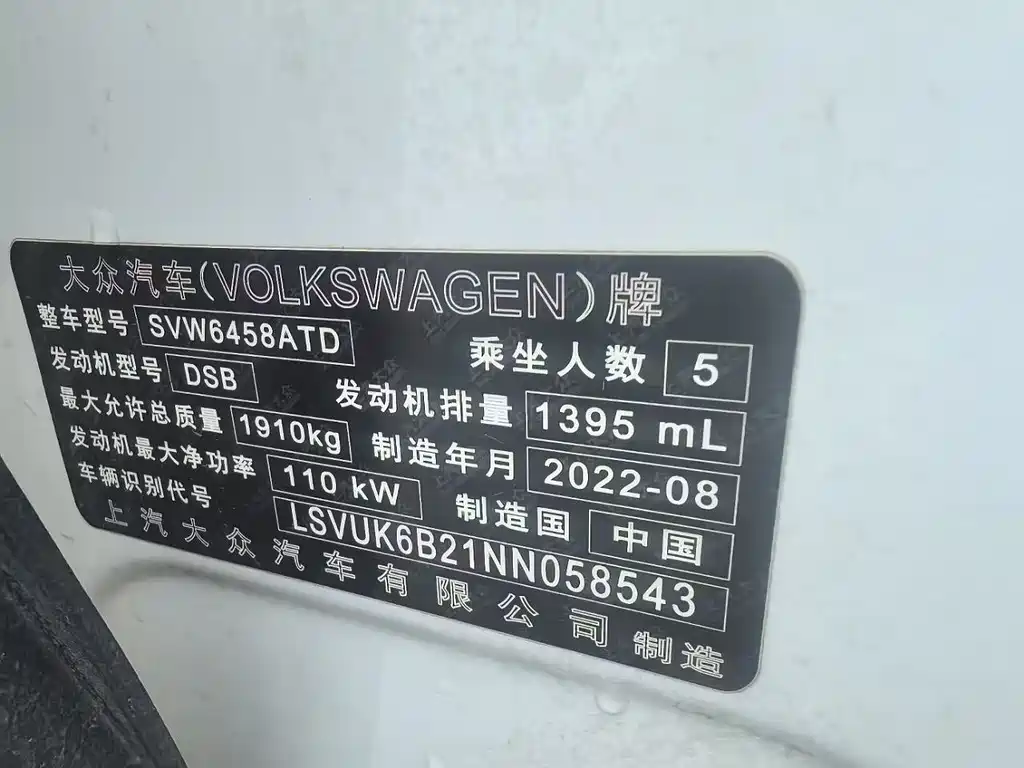 大众汽车(VOLKSWAGEN)牌
整车型号 SVW6458ATD 乘坐人数 5
发动机型号 DSB 发动机排量 1395 mL
最大允许总质量 1910kg 制造年月 2022-08
发动机最大净功率 110 kW 制造国 中国
车辆识别代号 LSVUK6B21NN058543
上汽大众汽车有限公司制造